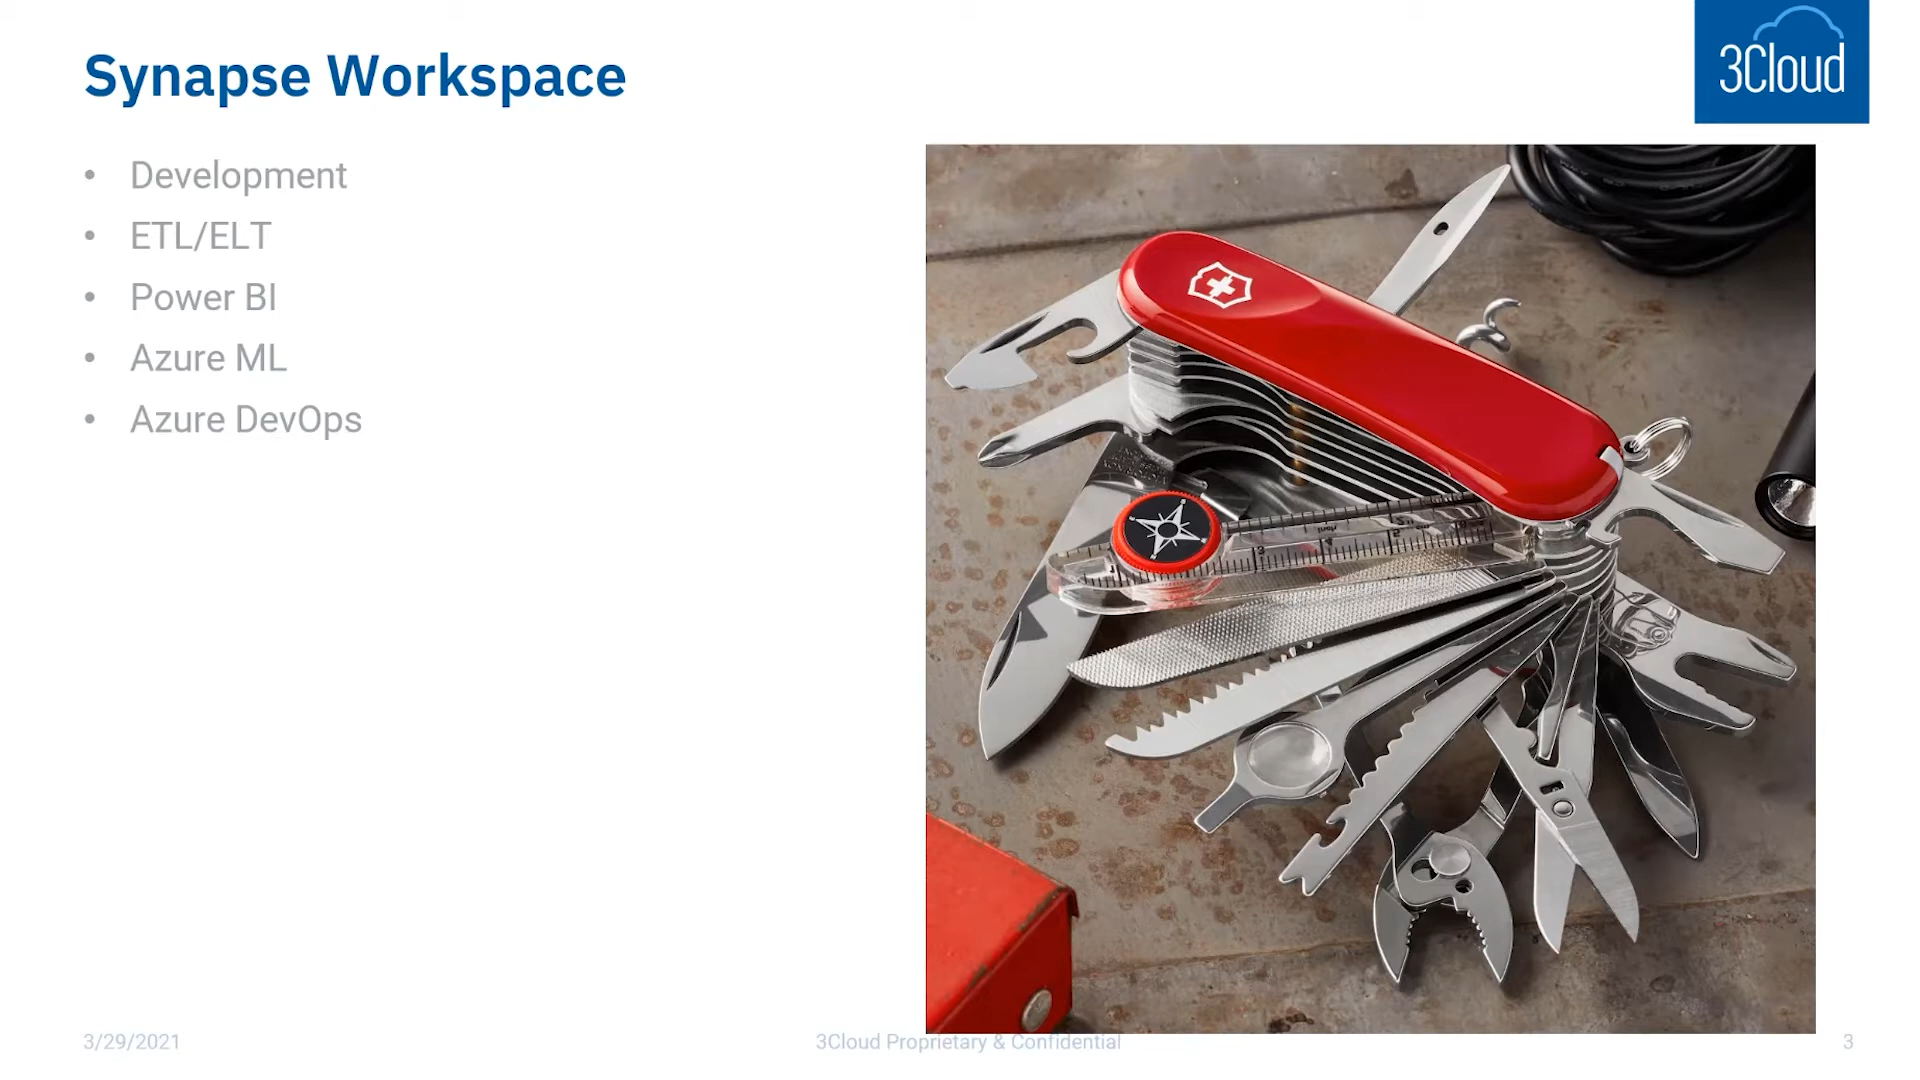 Synapse Workspace
3Cloud
• Development
• ETL/ELT
• Power BI
• Azure ML
• Azure DevOps
3/29/2021
3Cloud Proprietary & Confidential
3